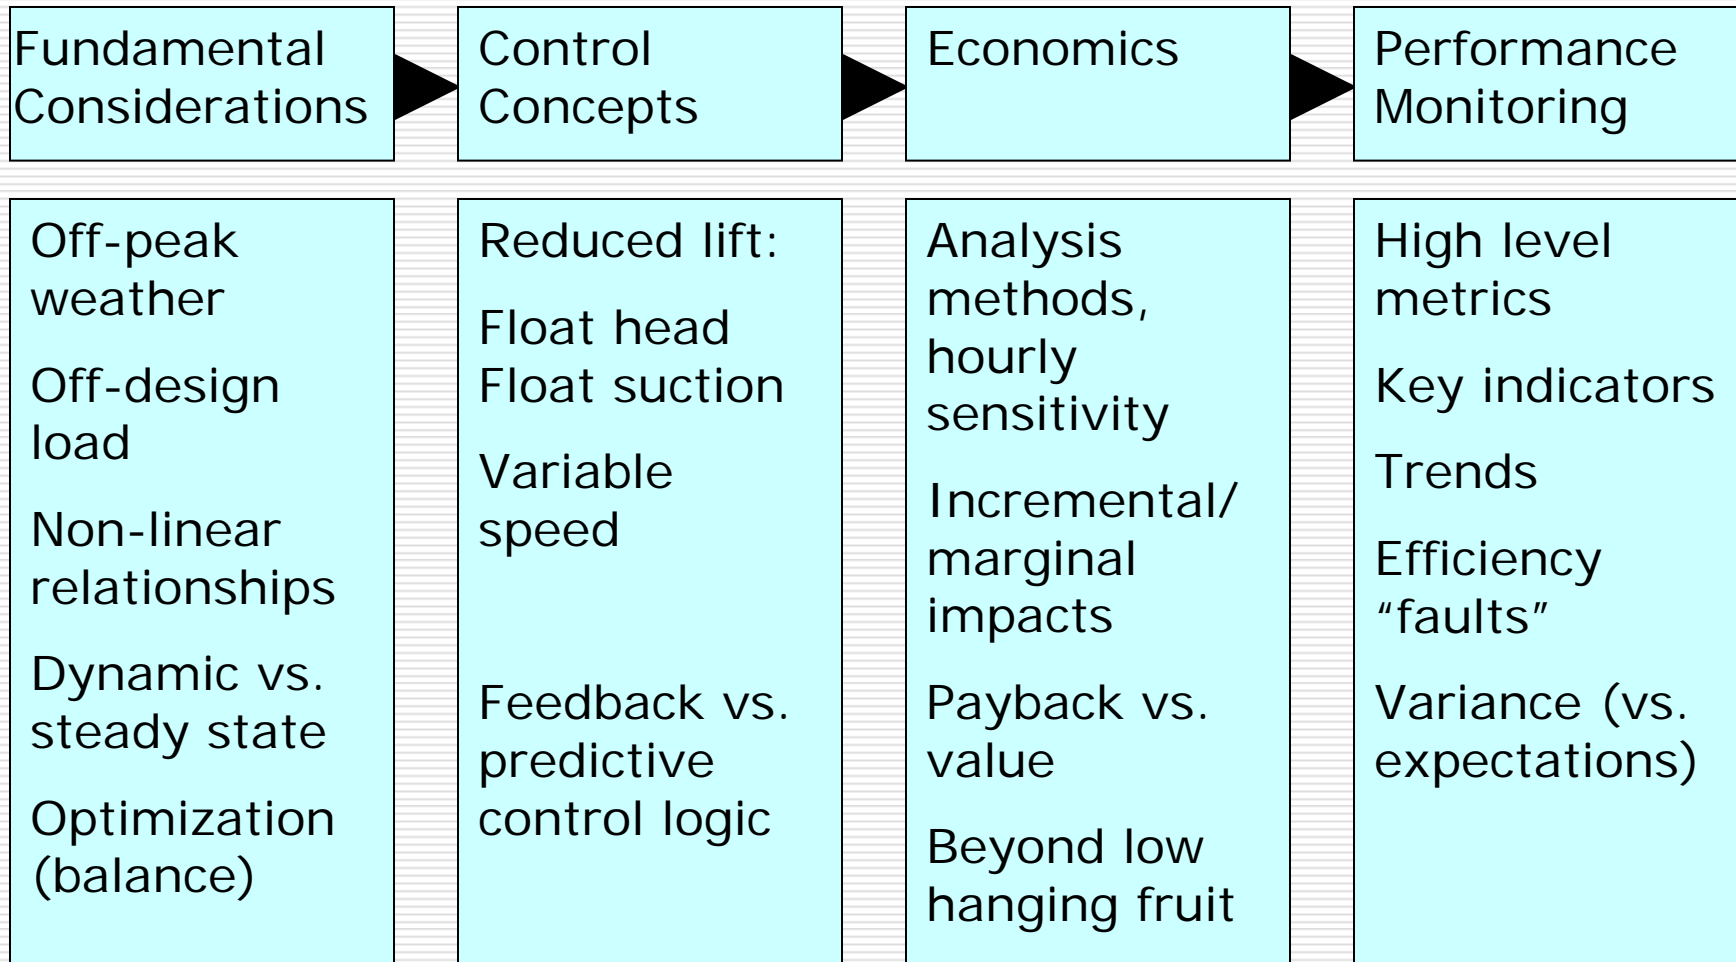 Fundamental
Considerations
Control
Concepts
Economics
Performance
Monitoring
Off-peak
weather
Off-design
load
Non-linear
relationships
Dynamic vs.
steady state
Optimization
(balance)
Reduced lift:
Float head
Float suction
Variable
speed
Feedback vs.
predictive
control logic
Analysis
methods,
hourly
sensitivity
Incremental/
marginal
impacts
Payback vs.
value
Beyond low
hanging fruit
High level
metrics
Key indicators
Trends
Efficiency
“faults”
Variance (vs.
expectations)